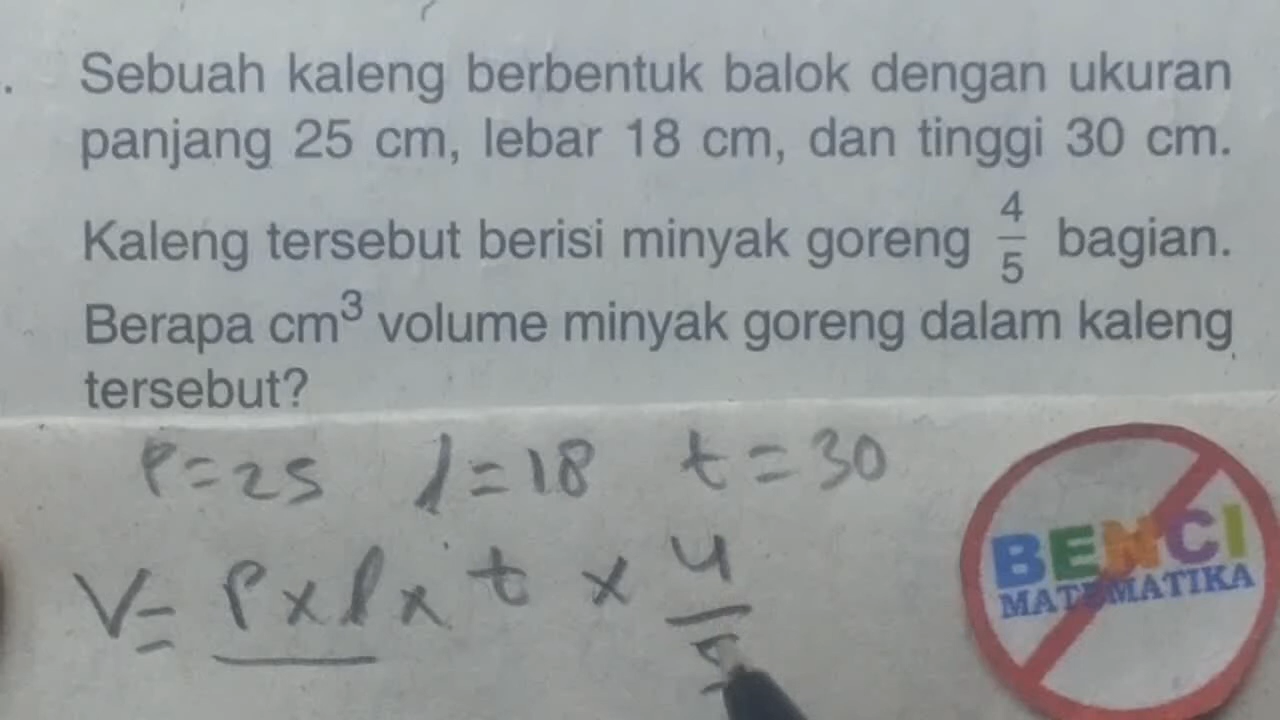 . Sebuah kaleng berbentuk balok dengan ukuran
panjang 25 cm, lebar 18 cm, dan tinggi 30 cm.
Kaleng tersebut berisi minyak goreng 4/5 bagian.
Berapa cm³ volume minyak goreng dalam kaleng
tersebut?
P=25 l=18 t=30
V= P x l x t x 4/5
BENCI
MATEMATIKA